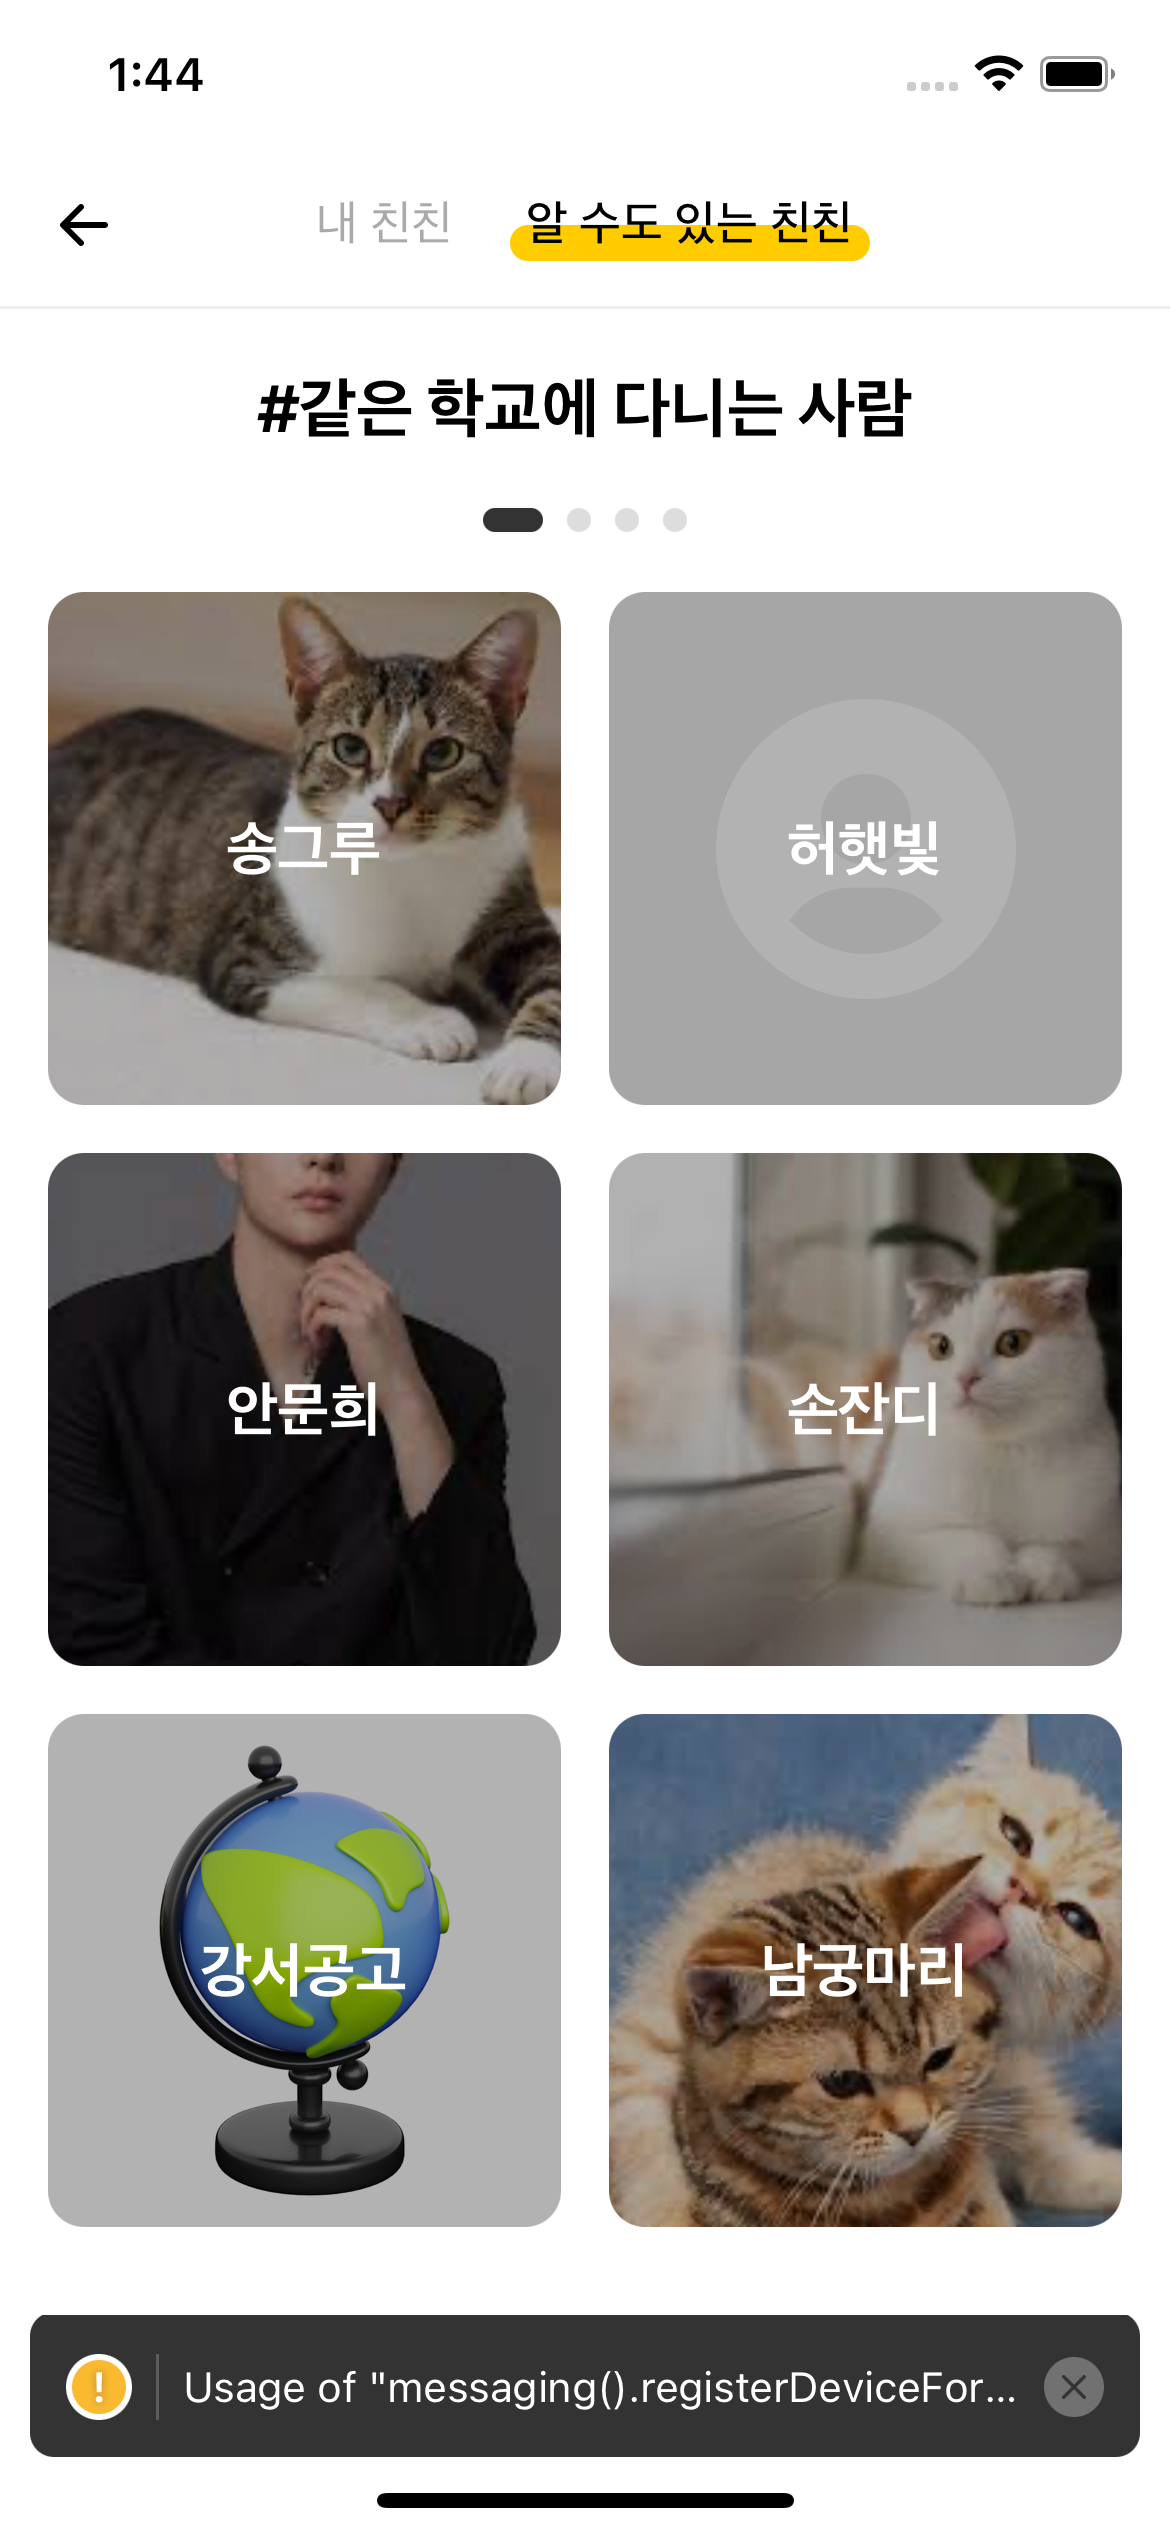 1:44
내 친친 알 수도 있는 친친
#같은 학교에 다니는 사람
송그루 허햇빛
안문희 손잔디
강서공고 남궁마리
Usage of "messaging().registerDeviceFor...